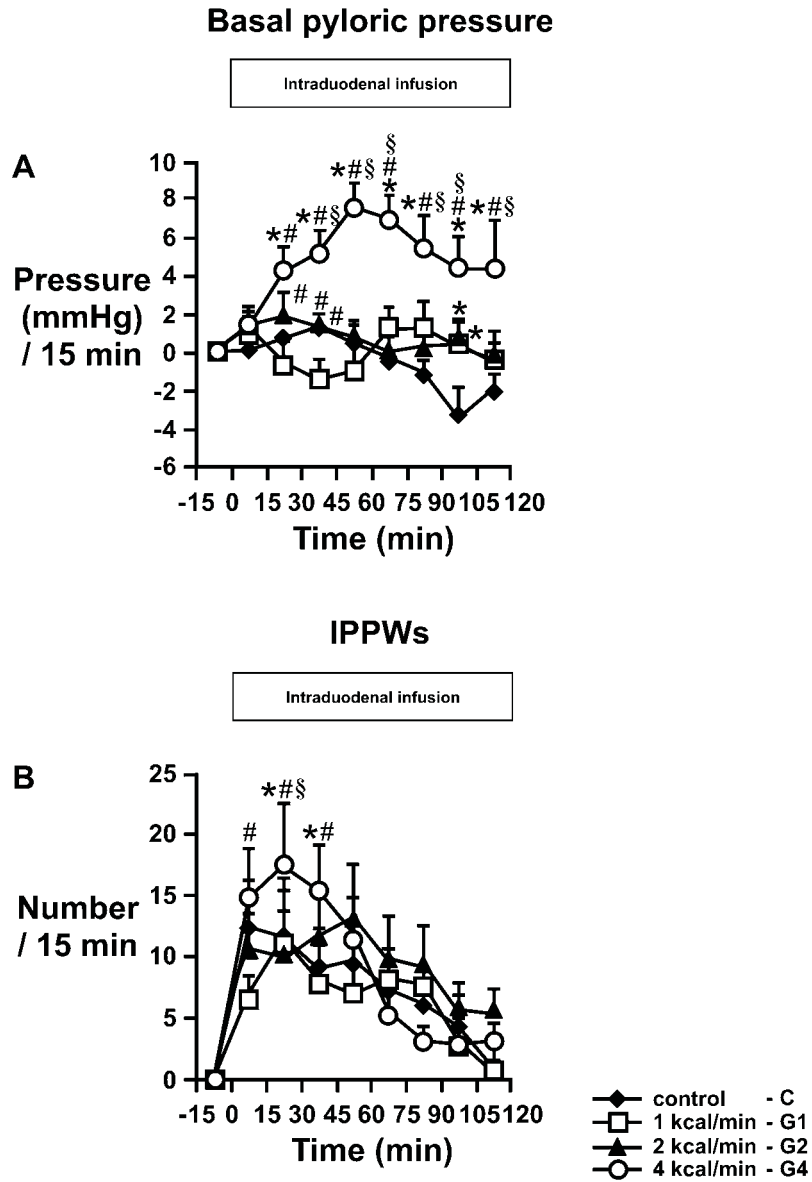 Basal pyloric pressure
Intraduodenal infusion
A
Pressure
(mmHg)
/ 15 min
10
8
6
4
2
0
-2
-4
-6
*#
*#§
*#§
§
#
*
*#§
§
#
*
*#§
#
#
#
*
*
-15 0 15 30 45 60 75 90 105 120
Time (min)
IPPWs
Intraduodenal infusion
B
Number
/ 15 min
25
20
15
10
5
0
#
*#§
*#
-15 0 15 30 45 60 75 90 105 120
Time (min)
control - C
1 kcal/min - G1
2 kcal/min - G2
4 kcal/min - G4